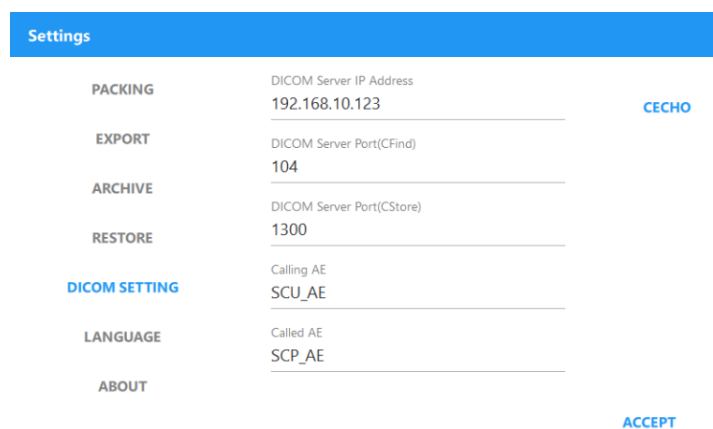 Settings
PACKING
EXPORT
ARCHIVE
RESTORE
DICOM SETTING
LANGUAGE
ABOUT
DICOM Server IP Address
192.168.10.123
DICOM Server Port(CFind)
104
DICOM Server Port(CStore)
1300
Calling AE
SCU_AE
Called AE
SCP_AE
CECHO
ACCEPT